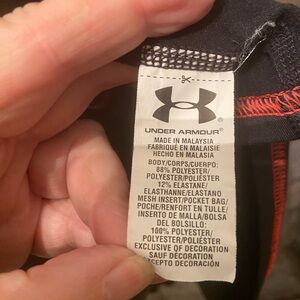 UNDER ARMOUR
MADE IN MALAYSIA
FABRIQUÉ EN MALAISIE
HECHO EN MALASIA
BODY/CORPS/CUERPO:
88% POLYESTER/
POLYESTER/POLIÉSTER
12% ELASTANE/
ELASTHANNE/ELASTANO
MESH INSERT/POCKET BAG/
POCHE/RENFORT EN TULLE/
INSERTO DE MALLA/BOLSA
DEL BOLSILLO:
100% POLYESTER/
POLYESTER/POLIÉSTER
EXCLUSIVE OF DECORATION
SAUF DÉCORATION
CEPTO DECORACIÓN